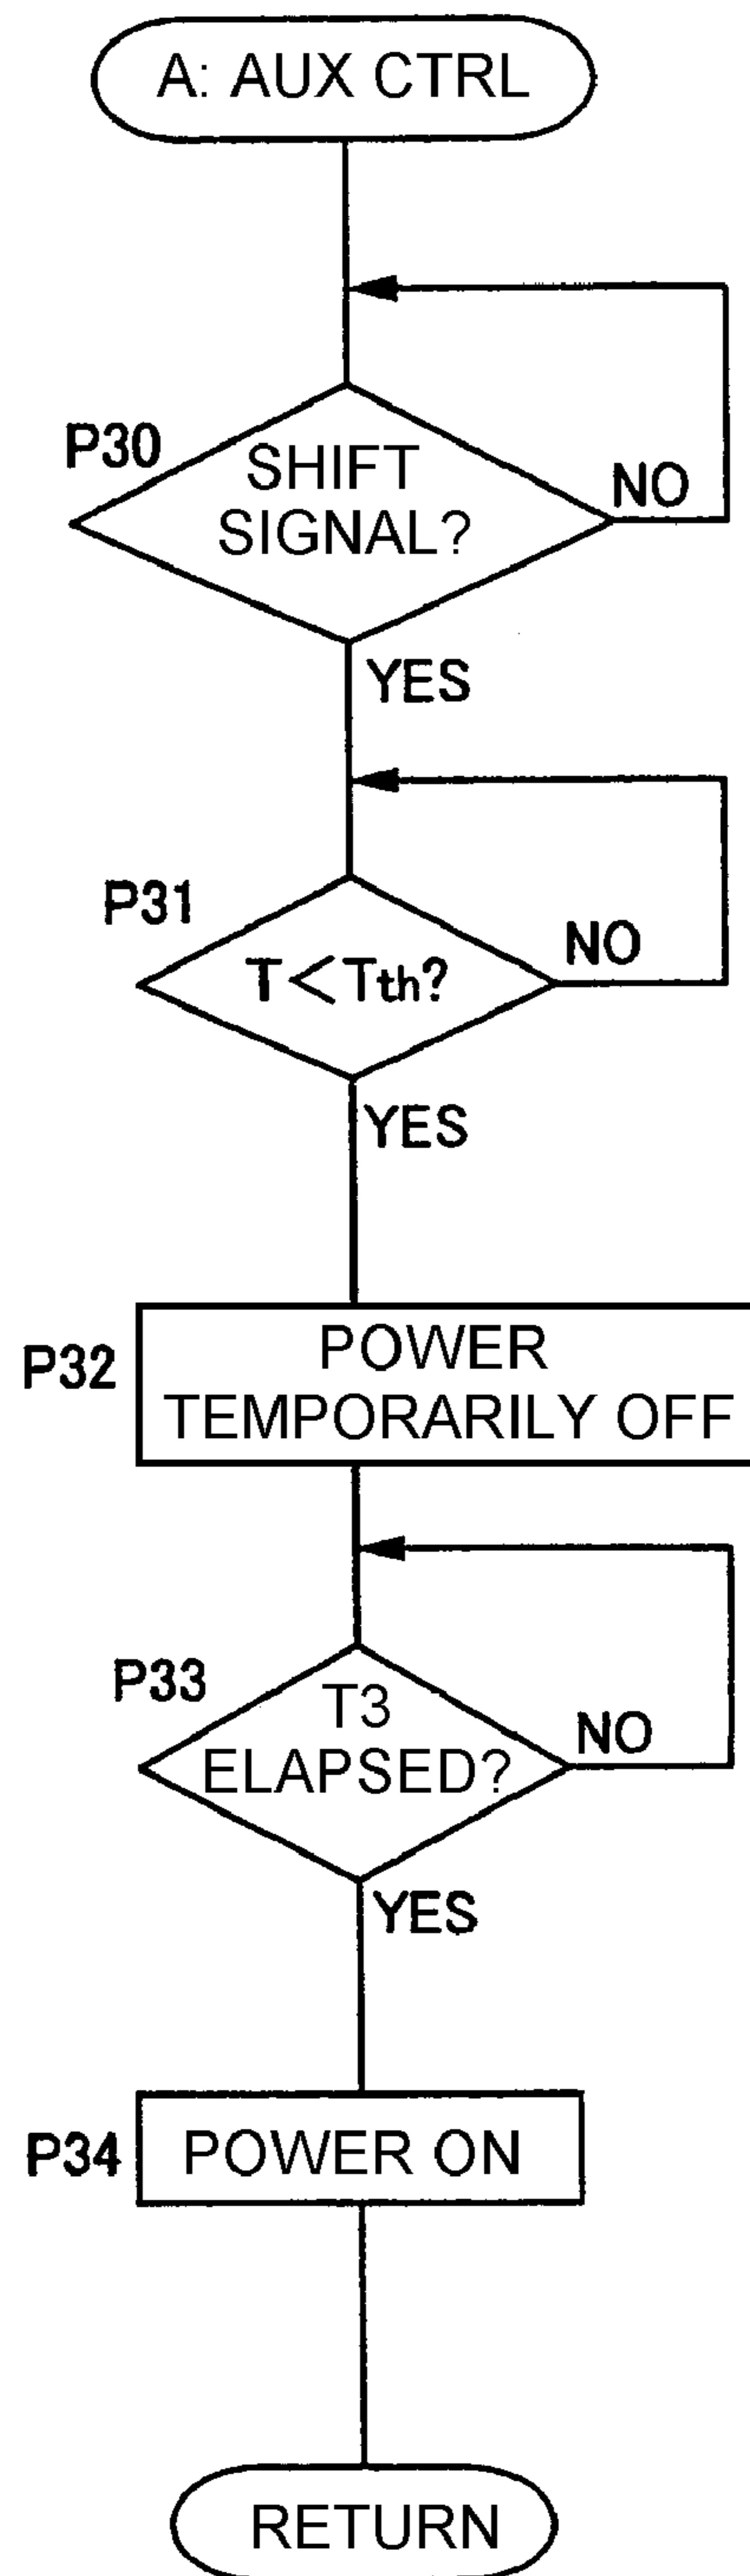 A: AUX CTRL
P30
SHIFT
SIGNAL?
NO
YES
P31
T<Tth?
NO
YES
P32
POWER
TEMPORARILY OFF
P33
T3
ELAPSED?
NO
YES
P34
POWER ON
RETURN